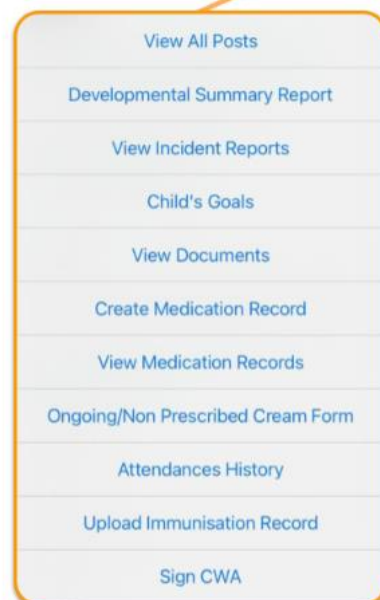 View All Posts
Developmental Summary Report
View Incident Reports
Child's Goals
View Documents
Create Medication Record
View Medication Records
Ongoing/Non Prescribed Cream Form
Attendances History
Upload Immunisation Record
Sign CWA